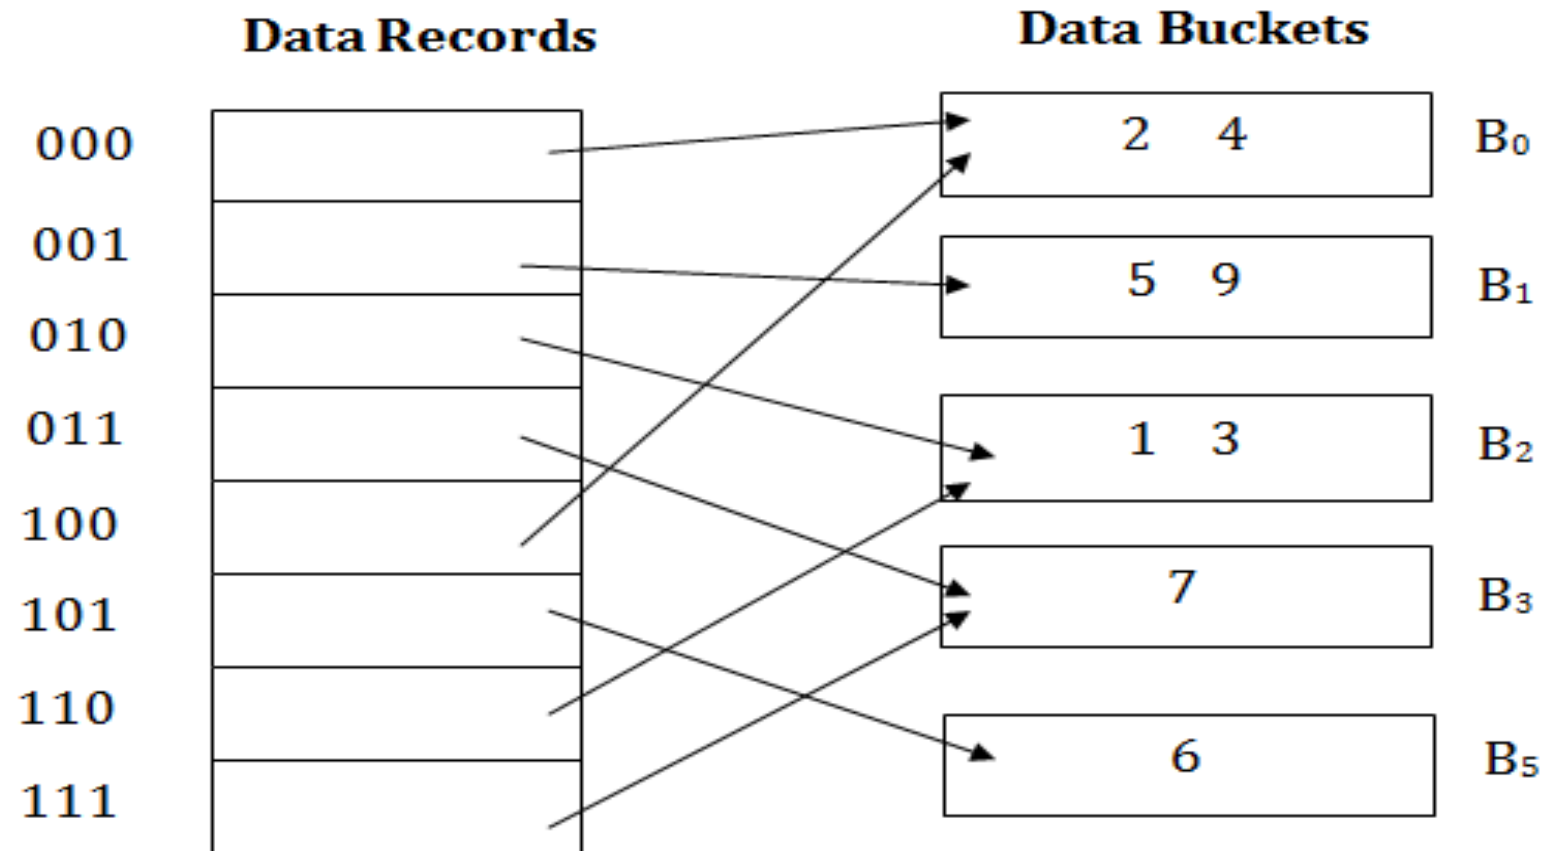 Data Records Data Buckets
000 2 4 B₀
001 5 9 B₁
010
011 1 3 B₂
100
101 7 B₃
110 6 B₅
111